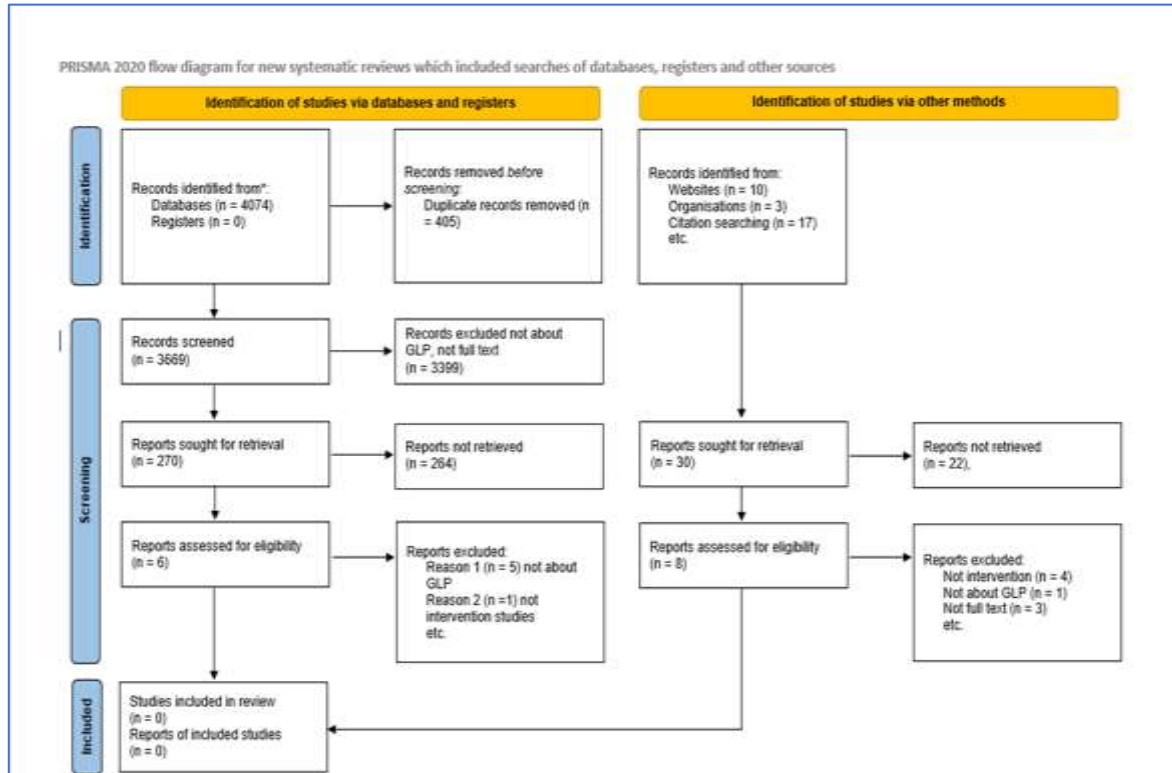 PRISMA 2020 flow diagram for new systematic reviews which included searches of databases, registers and other sources
Identification of studies via databases and registers
Identification of studies via other methods
Identification
Records identified from*:
Databases (n = 4074)
Registers (n = 0)
Records removed before
screening:
Duplicate records removed (n
= 405)
Records identified from:
Websites (n = 10)
Organisations (n = 3)
Citation searching (n = 17)
etc.
Screening
Records screened
(n = 3669)
Records excluded not about
GLP, not full text
(n = 3399)
Reports sought for retrieval
(n = 270)
Reports not retrieved
(n = 264)
Reports sought for retrieval
(n = 30)
Reports not retrieved
(n = 22),
Reports assessed for eligibility
(n = 6)
Reports excluded:
Reason 1 (n = 5) not about
GLP
Reason 2 (n =1) not
intervention studies
etc.
Reports assessed for eligibility
(n = 8)
Reports excluded:
Not intervention (n = 4)
Not about GLP (n = 1)
Not full text (n = 3)
etc.
Included
Studies included in review
(n = 0)
Reports of included studies
(n = 0)